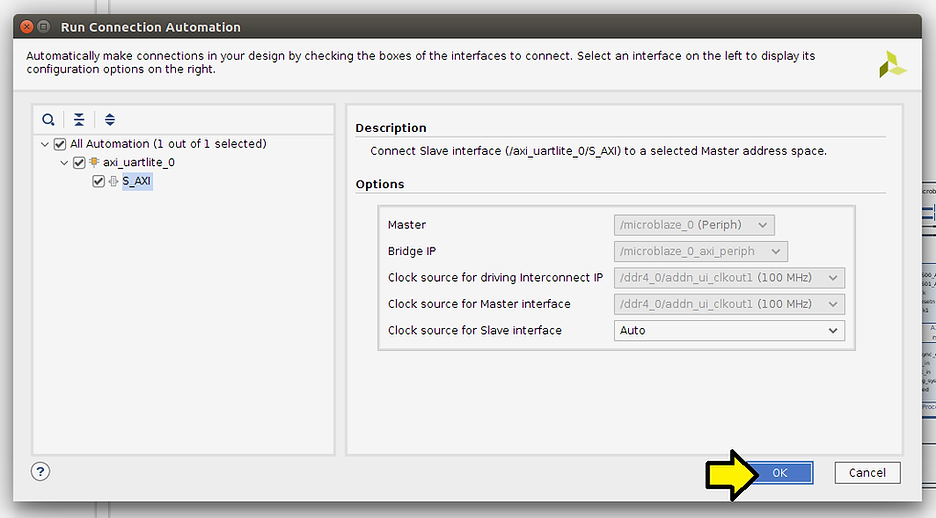 Run Connection Automation
Automatically make connections in your design by checking the boxes of the interfaces to connect. Select an interface on the left to display its
configuration options on the right.
All Automation (1 out of 1 selected)
axi_uartlite_0
S_AXI
Description
Connect Slave interface (/axi_uartlite_0/S_AXI) to a selected Master address space.
Options
Master /microblaze_0 (Periph)
Bridge IP /microblaze_0_axi_periph
Clock source for driving Interconnect IP /ddr4_0/addn_ui_clkout1 (100 MHz)
Clock source for Master interface /ddr4_0/addn_ui_clkout1 (100 MHz)
Clock source for Slave interface Auto
?
OK
Cancel